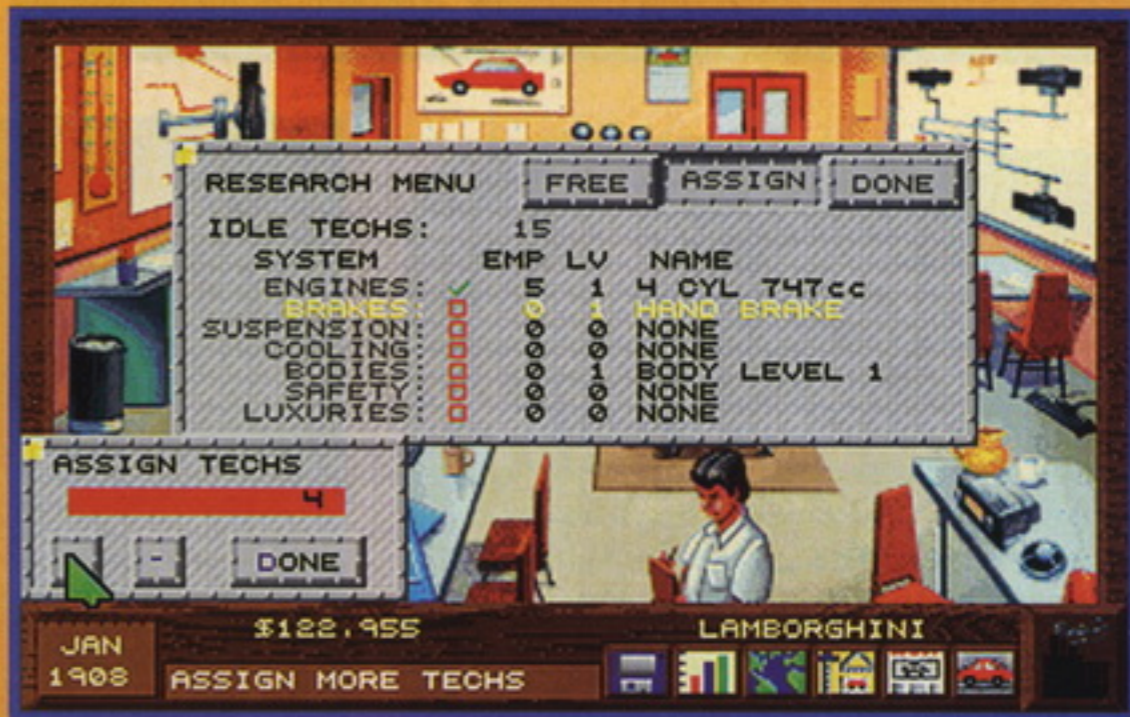 RESEARCH MENU FREE ASSIGN DONE
IDLE TECHS: 15
SYSTEM EMP LV NAME
ENGINES: 5 1 4 CYL 747cc
BRAKES: 0 1 HAND BRAKE
SUSPENSION: 0 0 NONE
COOLING: 0 0 NONE
BODIES: 0 1 BODY LEVEL 1
SAFETY: 0 0 NONE
LUXURIES: 0 0 NONE
ASSIGN TECHS
4
- DONE
JAN
1908
$122,955
LAMBORGHINI
ASSIGN MORE TECHS